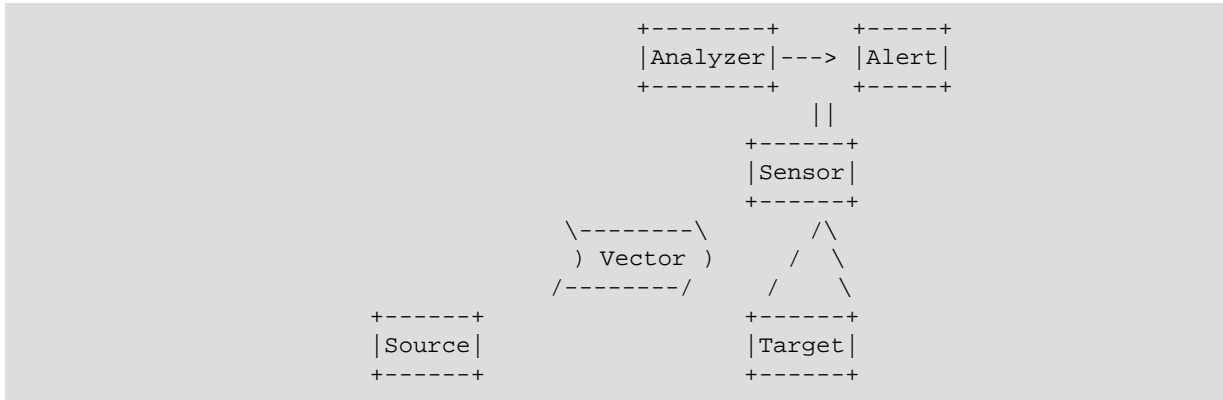 +--------+ +-----+
|Analyzer|---> |Alert|
+--------+ +-----+
||
+------+
|Sensor|
+------+
\--------\ /\
) Vector ) / \
/--------/ / \
+------+ +------+
|Source| |Target|
+------+ +------+